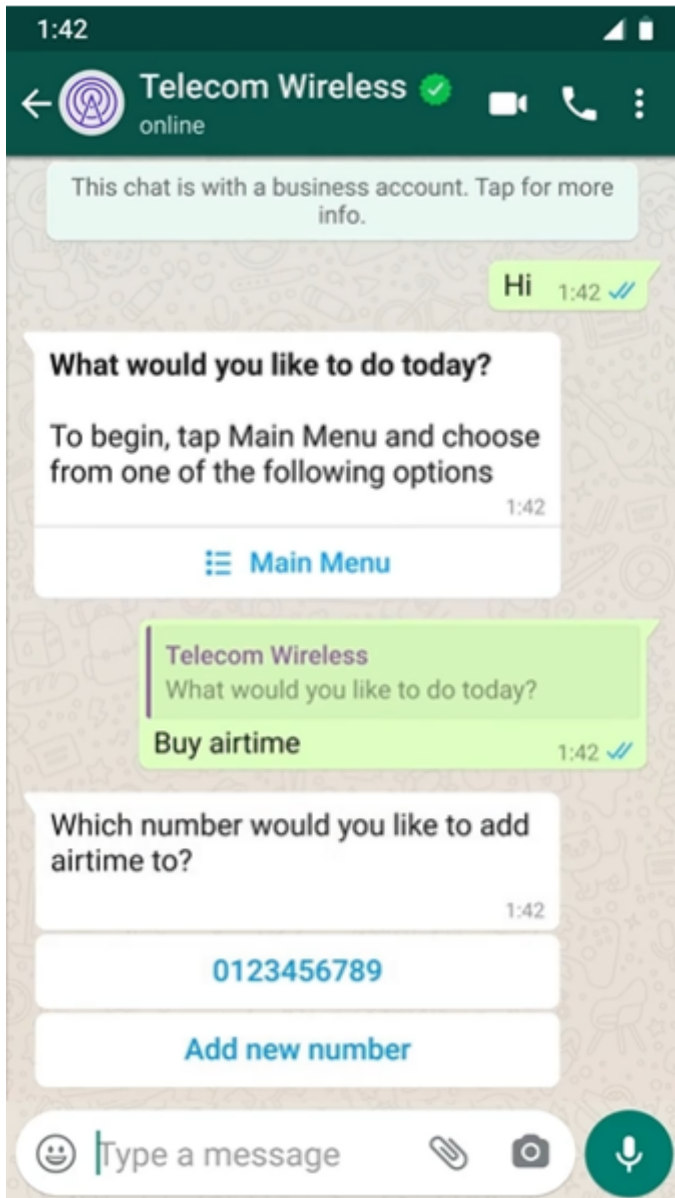 1:42
Telecom Wireless
online
This chat is with a business account. Tap for more
info.
Hi 1:42
What would you like to do today?
To begin, tap Main Menu and choose
from one of the following options
1:42
Main Menu
Telecom Wireless
What would you like to do today?
Buy airtime 1:42
Which number would you like to add
airtime to?
1:42
0123456789
Add new number
Type a message